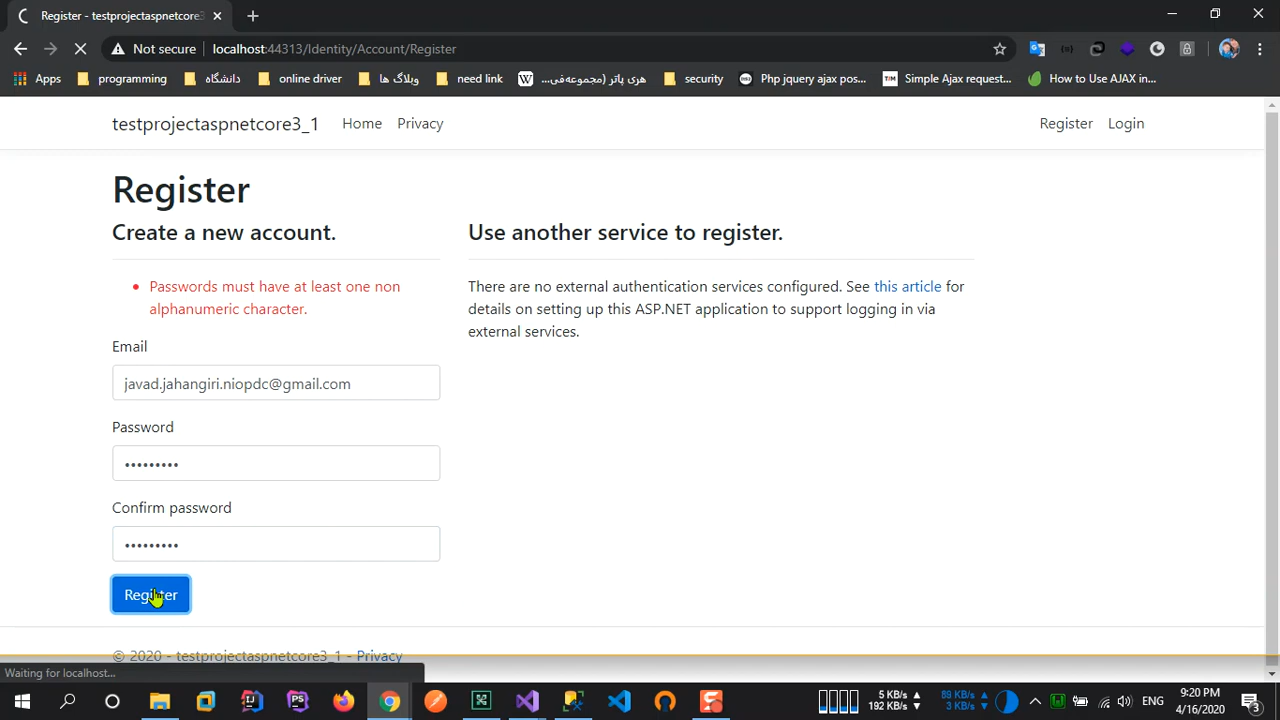 Register - testprojectaspnetcore3
Not secure | localhost:44313/Identity/Account/Register
Apps programming دانشگاه online driver وبلاگ ها need link هری پاتر (مجموعه‌فی... security Php jquery ajax pos... Simple Ajax request... How to Use AJAX in...
testprojectaspnetcore3_1 Home Privacy Register Login
Register
Create a new account.
Use another service to register.
Passwords must have at least one non
alphanumeric character.
There are no external authentication services configured. See this article for
details on setting up this ASP.NET application to support logging in via
external services.
Email
javad.jahangiri.niopdc@gmail.com
Password
•••••••••
Confirm password
•••••••••
Register
© 2020 - testprojectaspnetcore3_1 - Privacy
Waiting for localhost...
5 KB/s 89 KB/s ENG 9:20 PM
192 KB/s 3 KB/s 4/16/2020 3